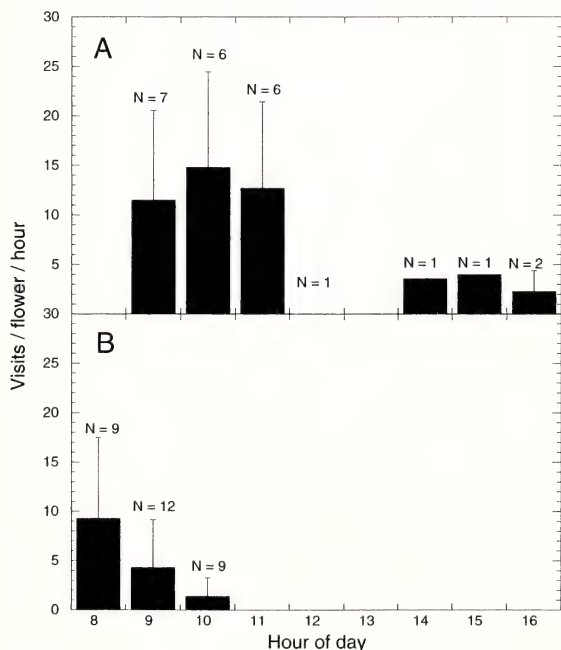 30
A
N = 6
25
N = 7
N = 6
20
15
10
5
N = 1
N = 1
N = 1
N = 2
30
B
25
20
N = 9
15
N = 12
10
N = 9
5
0
8 9 10 11 12 13 14 15 16
Hour of day
Visits / flower / hour